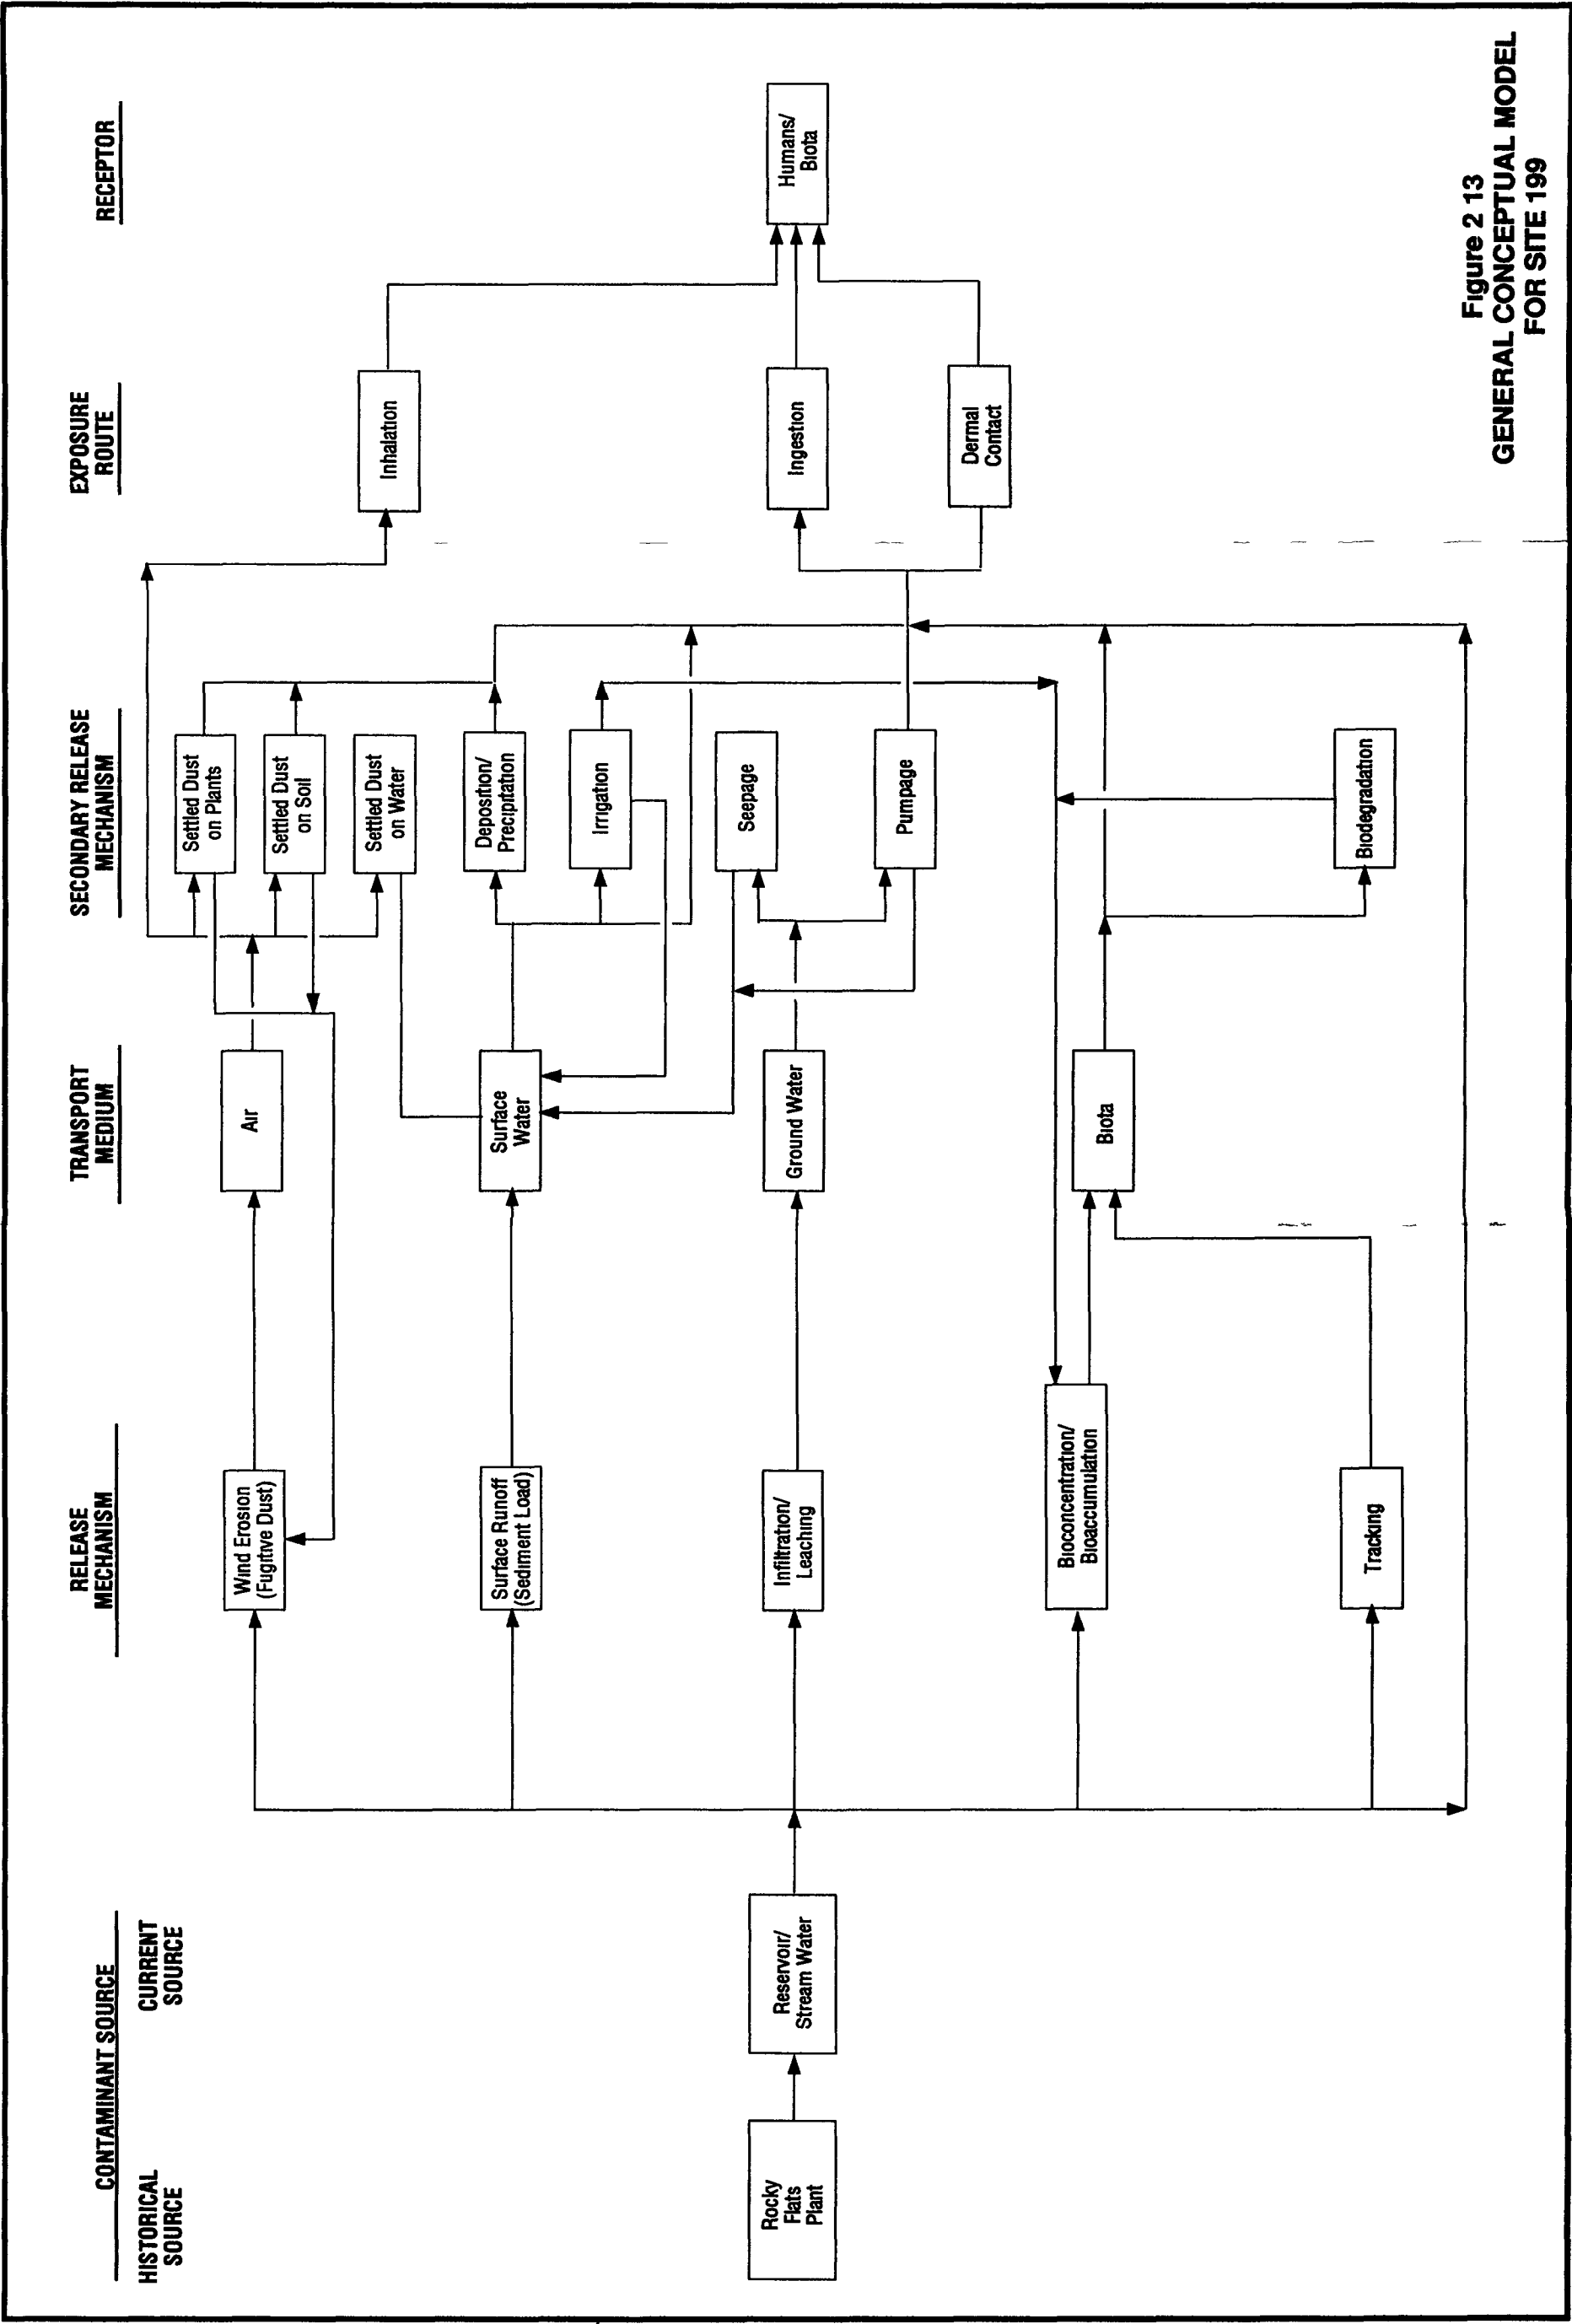 CONTAMINANT SOURCE
HISTORICAL
SOURCE
CURRENT
SOURCE
RELEASE
MECHANISM
TRANSPORT
MEDIUM
SECONDARY RELEASE
MECHANISM
EXPOSURE
ROUTE
RECEPTOR
Rocky
Flats
Plant
Reservoir/
Stream Water
Wind Erosion
(Fugitive Dust)
Surface Runoff
(Sediment Load)
Infiltration/
Leaching
Bioconcentration/
Bioaccumulation
Tracking
Air
Surface
Water
Ground Water
Biota
Settled Dust
on Plants
Settled Dust
on Soil
Settled Dust
on Water
Deposition/
Precipitation
Irrigation
Seepage
Pumpage
Biodegradation
Inhalation
Ingestion
Dermal
Contact
Humans/
Biota
Figure 2 13
GENERAL CONCEPTUAL MODEL
FOR SITE 199